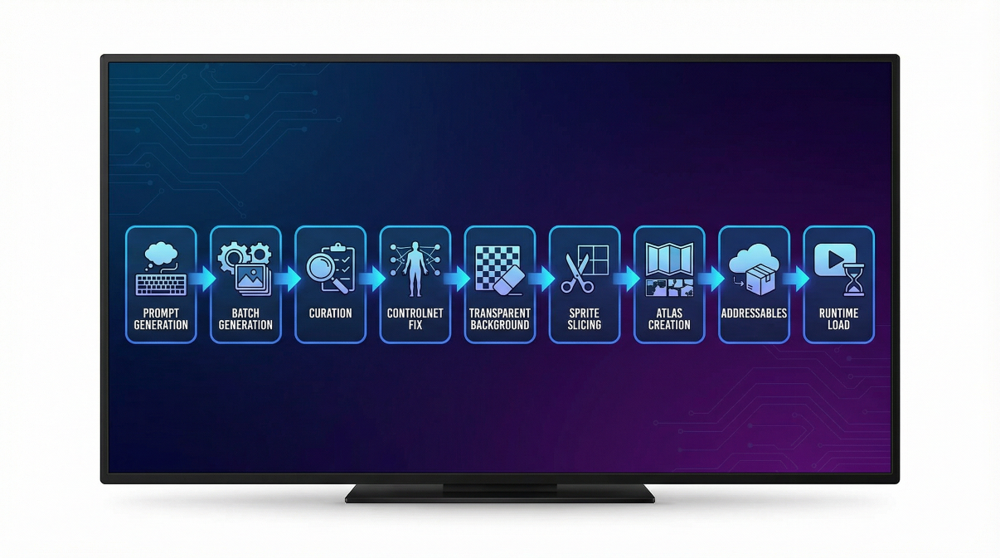 PROMPT
GENERATION
BATCH
GENERATION
CURATION
CONTROLNET
FIX
TRANSPARENT
BACKGROUND
SPRITE
SLICING
ATLAS
CREATION
ADDRESSABLES
RUNTIME
LOAD